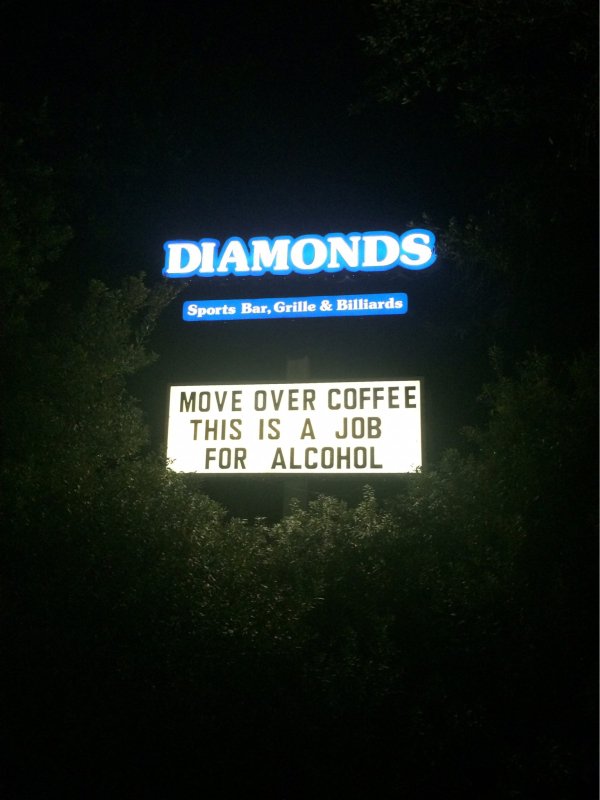 DIAMONDS
Sports Bar, Grille & Billiards
MOVE OVER COFFEE
THIS IS A JOB
FOR ALCOHOL